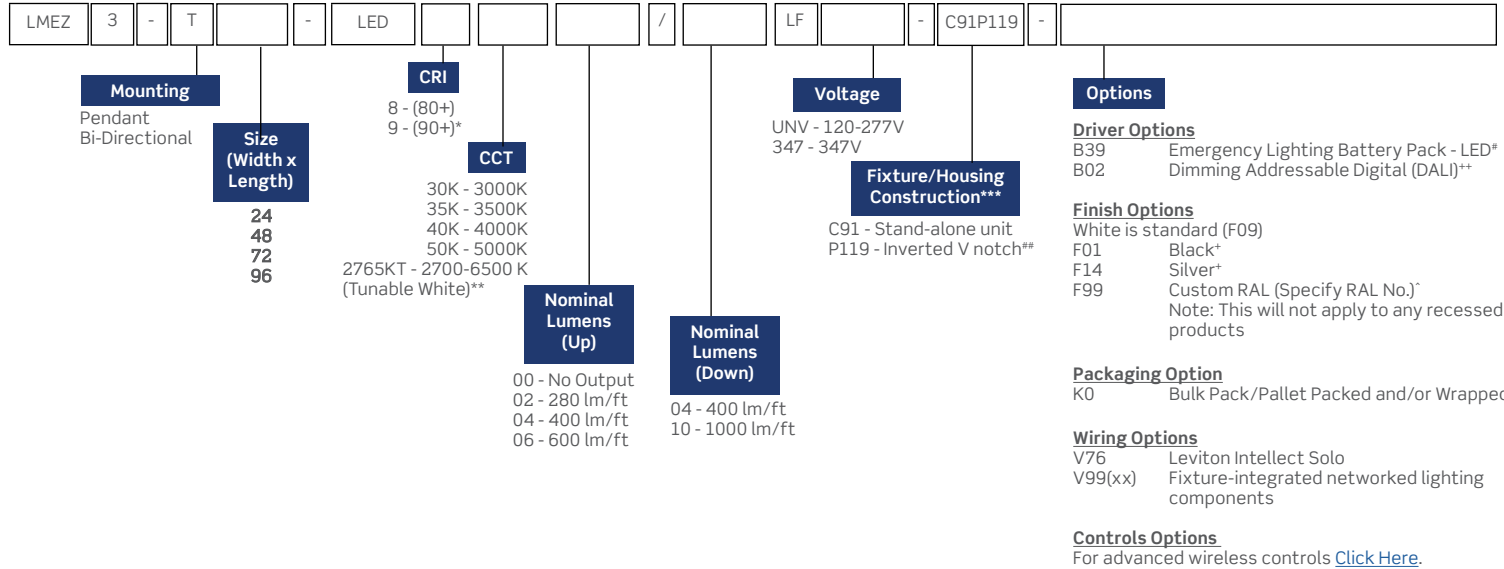 LMEZ 3 - T - LED / LF - C91P119 -
Mounting
Pendant
Bi-Directional
Size
(Width x
Length)
24
48
72
96
CRI
8 - (80+)
9 - (90+)*
CCT
30K - 3000K
35K - 3500K
40K - 4000K
50K - 5000K
2765KT - 2700-6500 K
(Tunable White)**
Nominal
Lumens
(Up)
00 - No Output
02 - 280 lm/ft
04 - 400 lm/ft
06 - 600 lm/ft
Nominal
Lumens
(Down)
04 - 400 lm/ft
10 - 1000 lm/ft
Voltage
UNV - 120-277V
347 - 347V
Fixture/Housing
Construction***
C91 - Stand-alone unit
P119 - Inverted V notch##
Options
Driver Options
B39 Emergency Lighting Battery Pack - LED#
B02 Dimming Addressable Digital (DALI)++
Finish Options
White is standard (F09)
F01 Black+
F14 Silver+
F99 Custom RAL (Specify RAL No.)^
Note: This will not apply to any recessed
products
Packaging Option
K0 Bulk Pack/Pallet Packed and/or Wrapped
Wiring Options
V76 Leviton Intellect Solo
V99(xx) Fixture-integrated networked lighting
components
Controls Options
For advanced wireless controls Click Here.